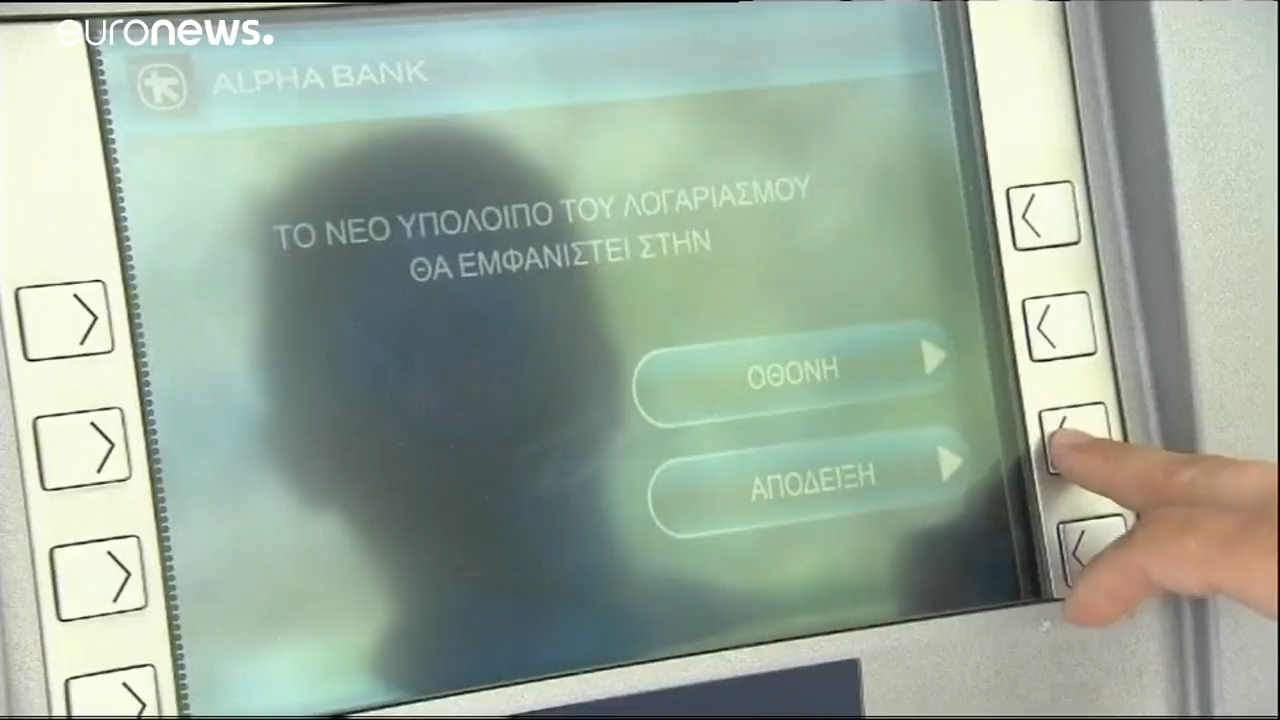 euronews.
ALPHA BANK
ΤΟ ΝΕΟ ΥΠΟΛΟΙΠΟ ΤΟΥ ΛΟΓΑΡΙΑΣΜΟΥ
ΘΑ ΕΜΦΑΝΙΣΤΕΙ ΣΤΗΝ
ΟΘΟΝΗ
ΑΠΟΔΕΙΞΗ